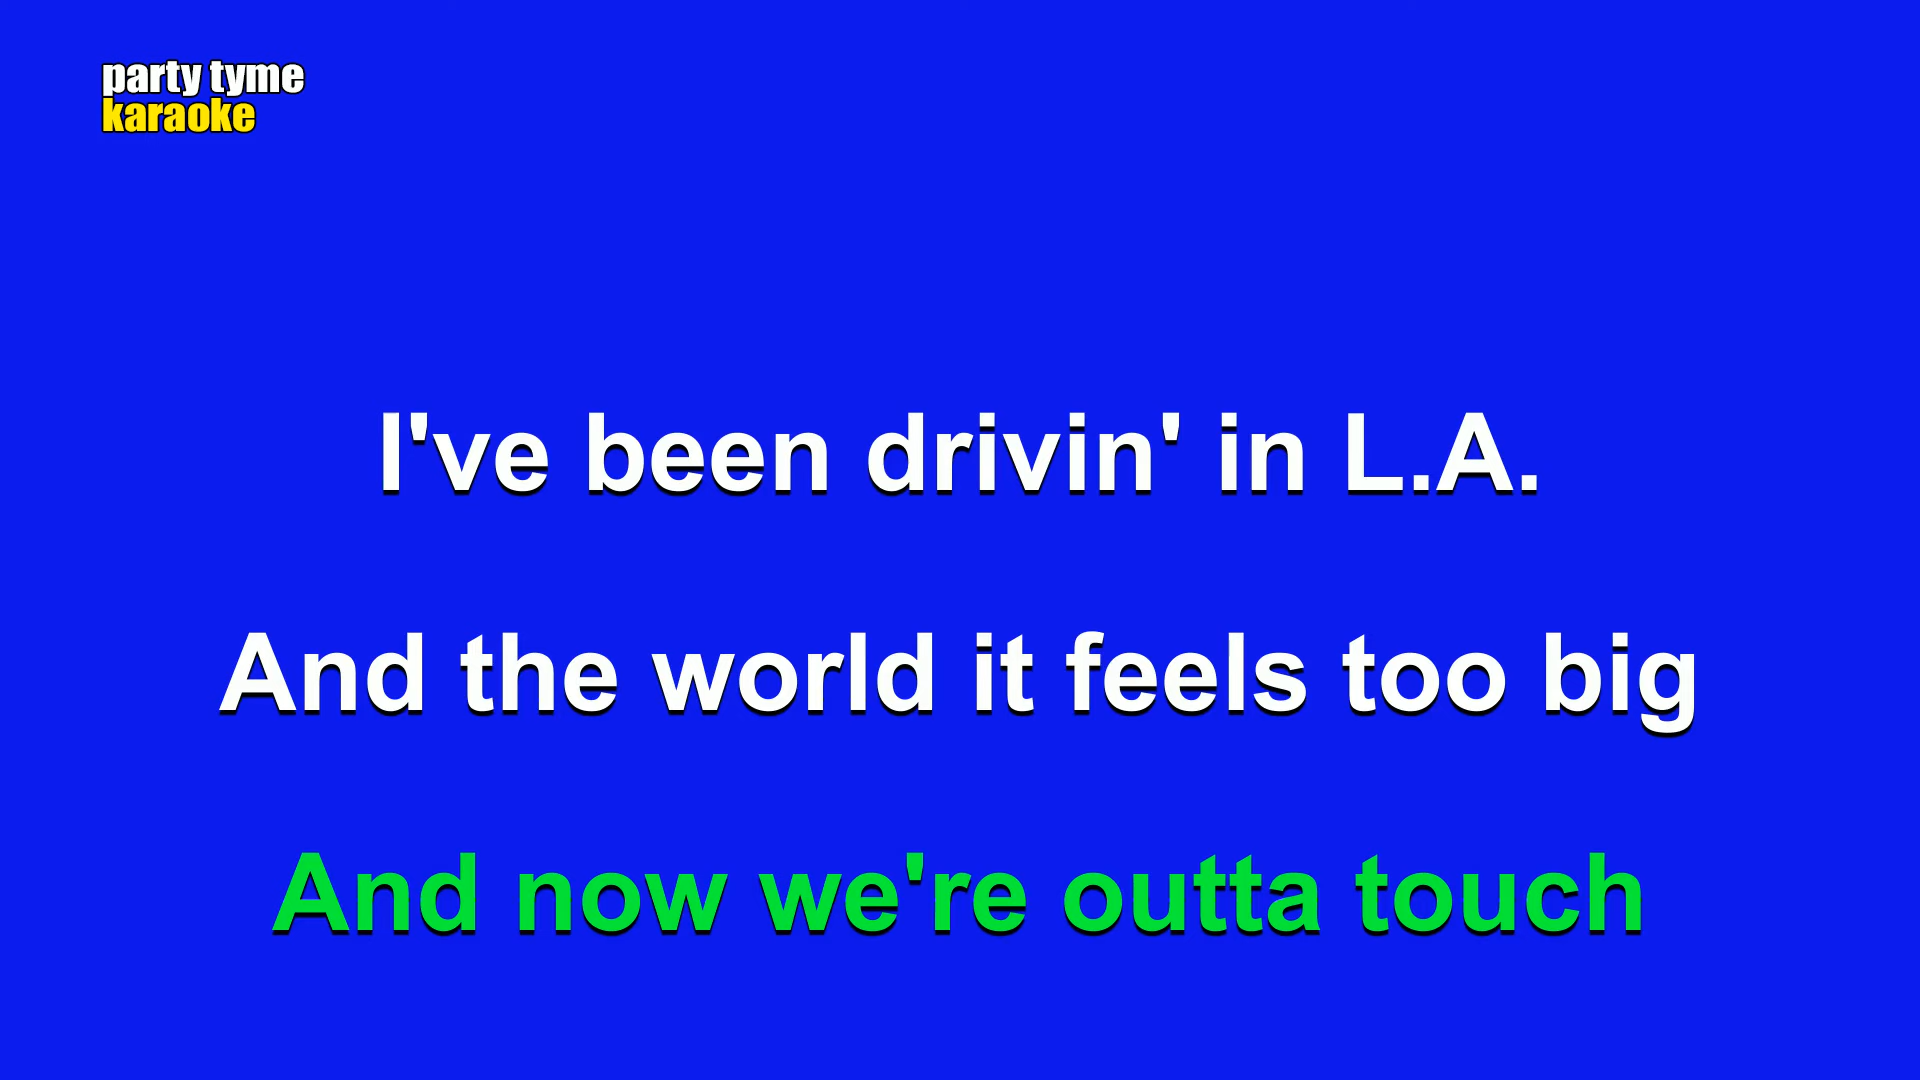 party tyme
karaoke
I've been drivin' in L.A.
And the world it feels too big
And now we're outta touch